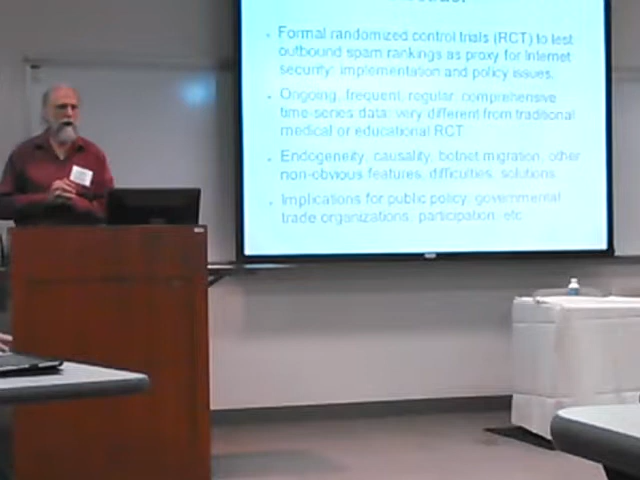 Formal randomized control trials (RCT) to test
outbound spam rankings as proxy for Internet
security: implementation and policy issues.
Ongoing, frequent, regular, comprehensive
time-series data: very different from traditional
medical or educational RCT.
Endogeneity, causality, botnet migration, other
non-obvious features, difficulties, solutions.
Implications for public policy, governmental
trade organizations, participation, etc